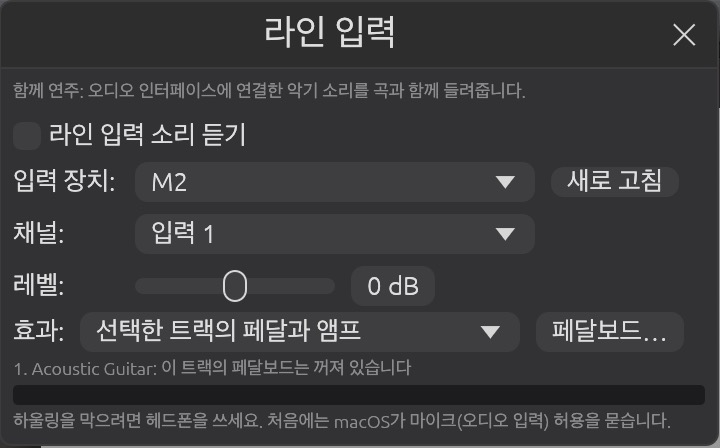 라인 입력
함께 연주: 오디오 인터페이스에 연결한 악기 소리를 곡과 함께 들려줍니다.
라인 입력 소리 듣기
입력 장치: M2 새로 고침
채널: 입력 1
레벨: 0 dB
효과: 선택한 트랙의 페달과 앰프 페달보드...
1. Acoustic Guitar: 이 트랙의 페달보드는 꺼져 있습니다
하울링을 막으려면 헤드폰을 쓰세요. 처음에는 macOS가 마이크(오디오 입력) 허용을 묻습니다.